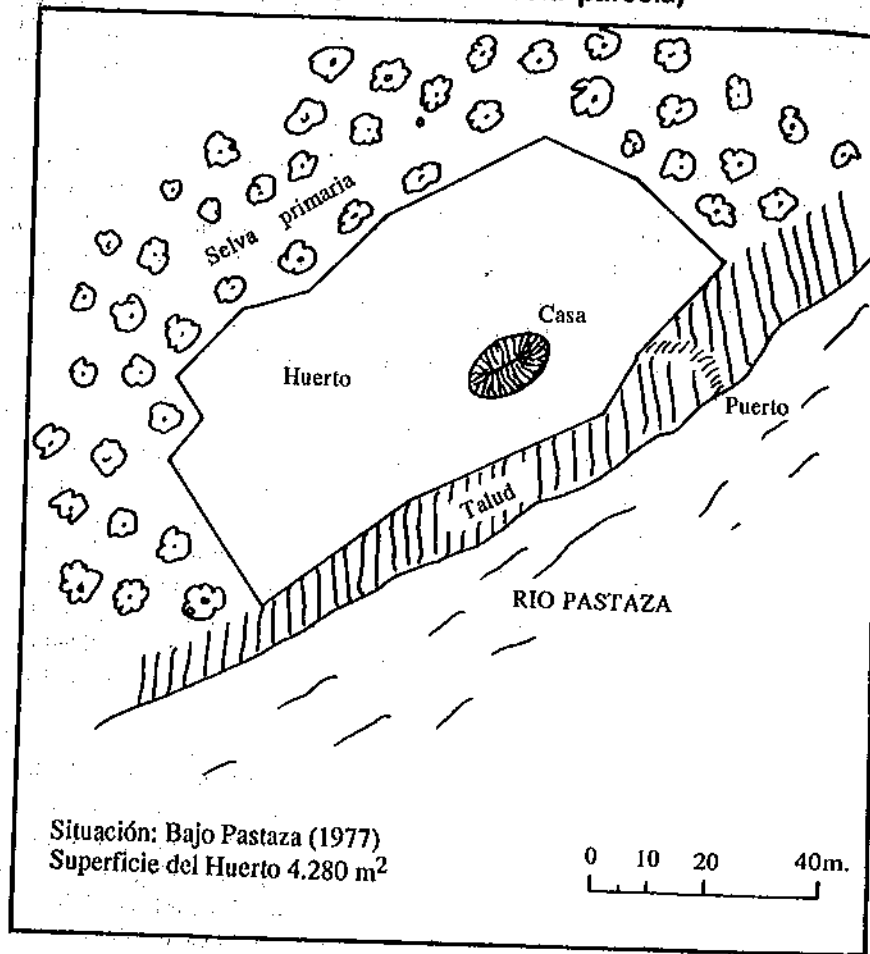 parcela)
Selva primaria
Casa
Huerto
Puerto
Talud
RIO PASTAZA
Situación: Bajo Pastaza (1977)
Superficie del Huerto 4.280 m²
0 10 20 40m.